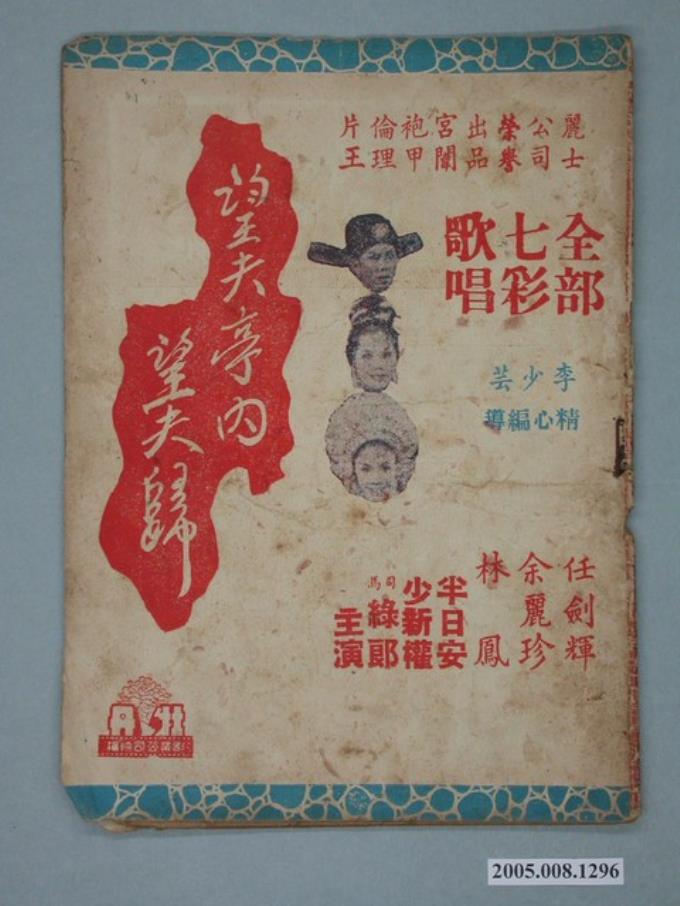 麗士公司榮譽出品宮闈袍甲倫理片王
全部七彩歌唱
李少芸
精心編導
任劍輝
余麗珍
林鳳
半日安
少新權
司馬綠郎
主演
望夫亭內
望夫歸
2005.008.1296